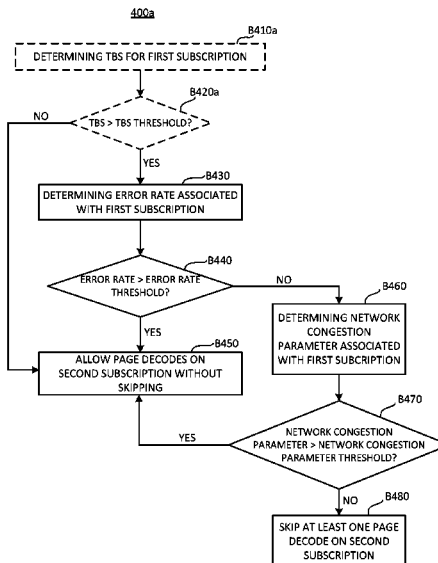 400a
B410a
DETERMINING TBS FOR FIRST SUBSCRIPTION
B420a
NO
TBS > TBS THRESHOLD?
YES
B430
DETERMINING ERROR RATE ASSOCIATED
WITH FIRST SUBSCRIPTION
B440
ERROR RATE > ERROR RATE
THRESHOLD?
NO
YES
B460
DETERMINING NETWORK
CONGESTION
PARAMETER ASSOCIATED
WITH FIRST SUBCRIPTION
B450
ALLOW PAGE DECODES ON
SECOND SUBSCRIPTION WITHOUT
SKIPPING
B470
YES
NETWORK CONGESTION
PARAMETER > NETWORK CONGESTION
PARAMETER THRESHOLD?
NO
B480
SKIP AT LEAST ONE PAGE
DECODE ON SECOND
SUBSCRIPTION